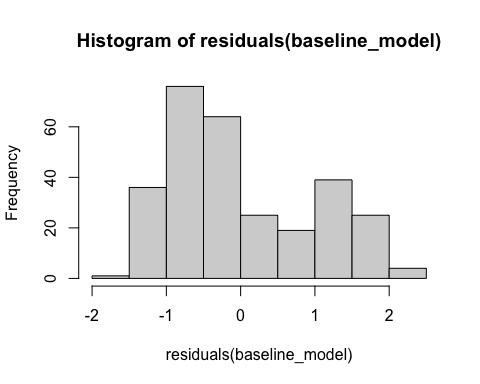 Histogram of residuals(baseline_model)
Frequency
60
40
20
0
-2 -1 0 1 2
residuals(baseline_model)